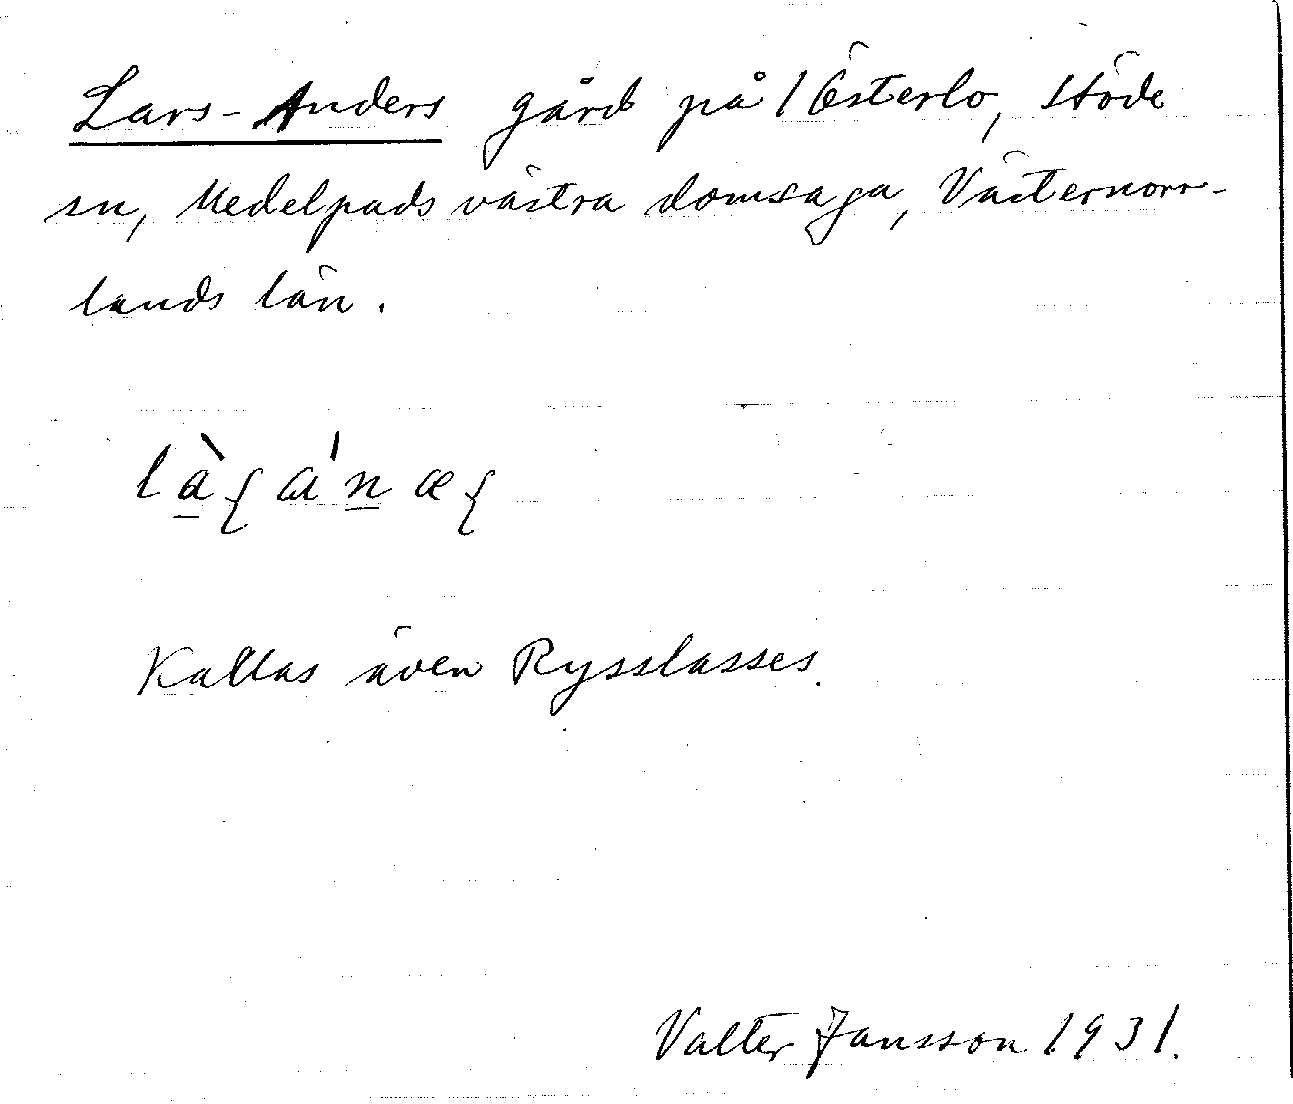 Lars-Anders gård på 1 Österlo, Stöde
sn, Medelpads västra domsaga, Västernorr-
lands län.
Kallas även Rysslasses.
Valter Jansson 1931.